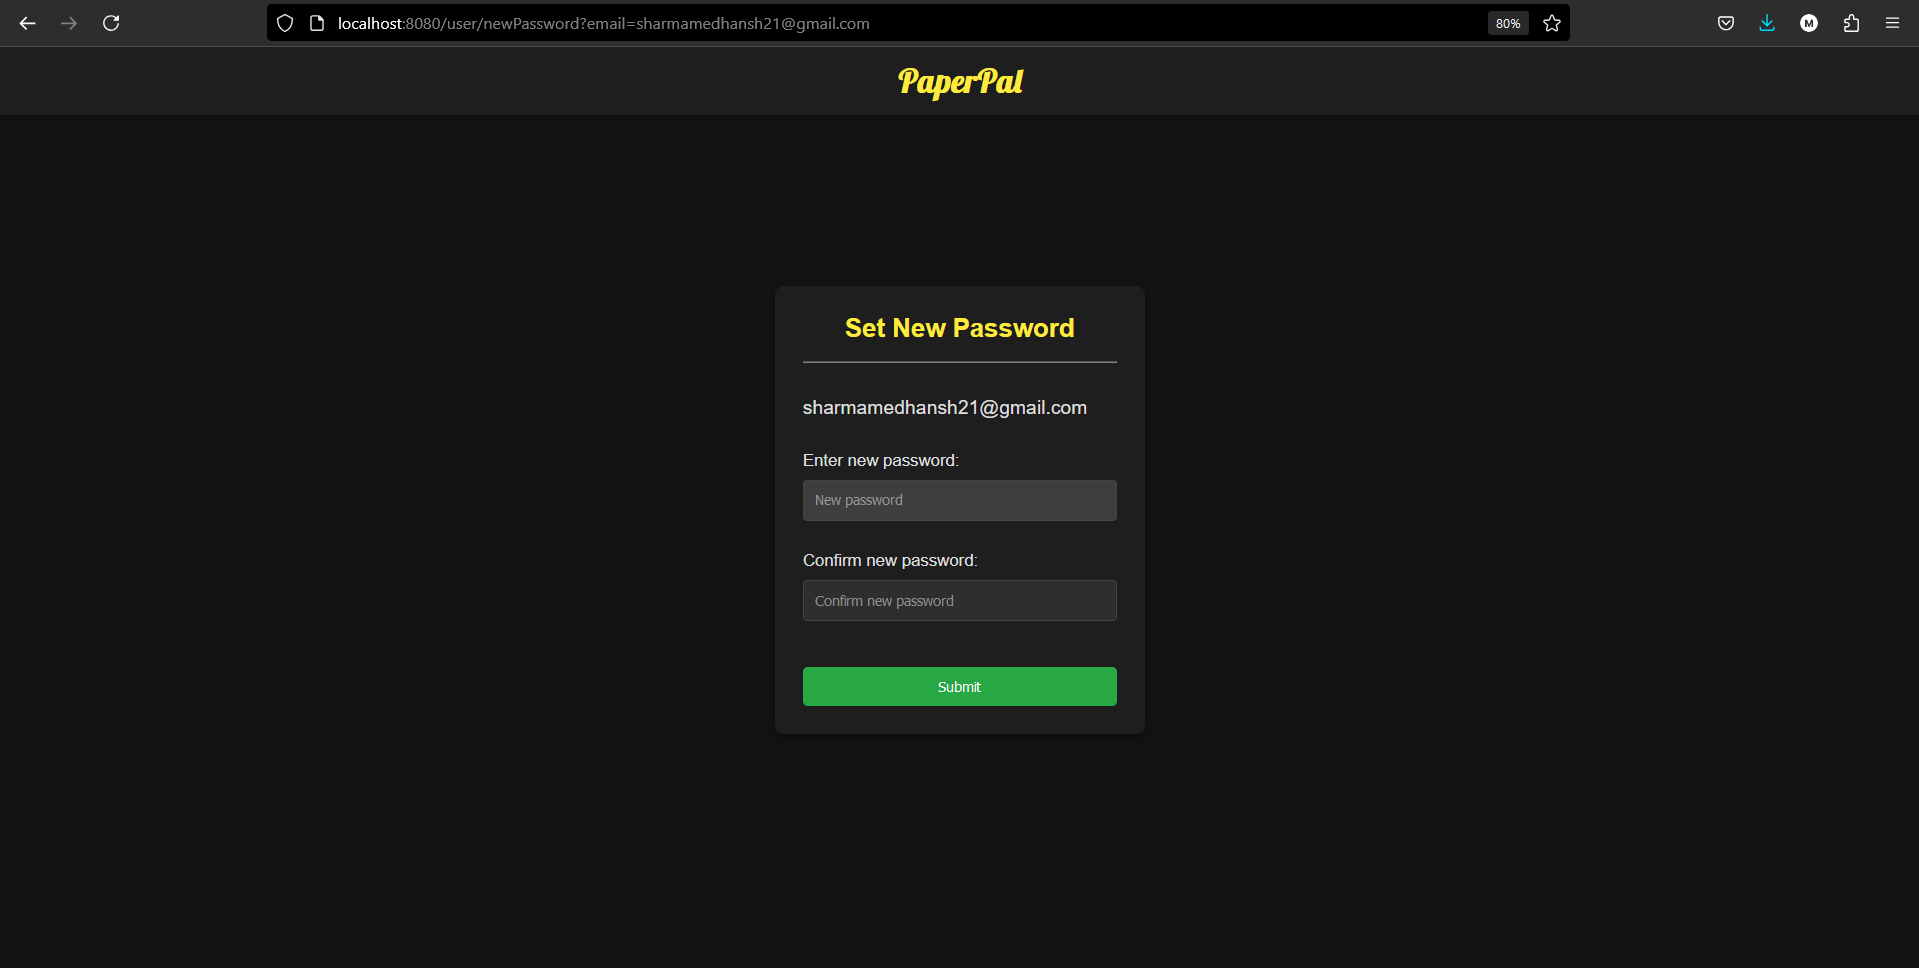 localhost:8080/user/newPassword?email=sharmamedhansh21@gmail.com
80%
M
PaperPal
Set New Password
sharmamedhansh21@gmail.com
Enter new password:
New password
Confirm new password:
Confirm new password
Submit